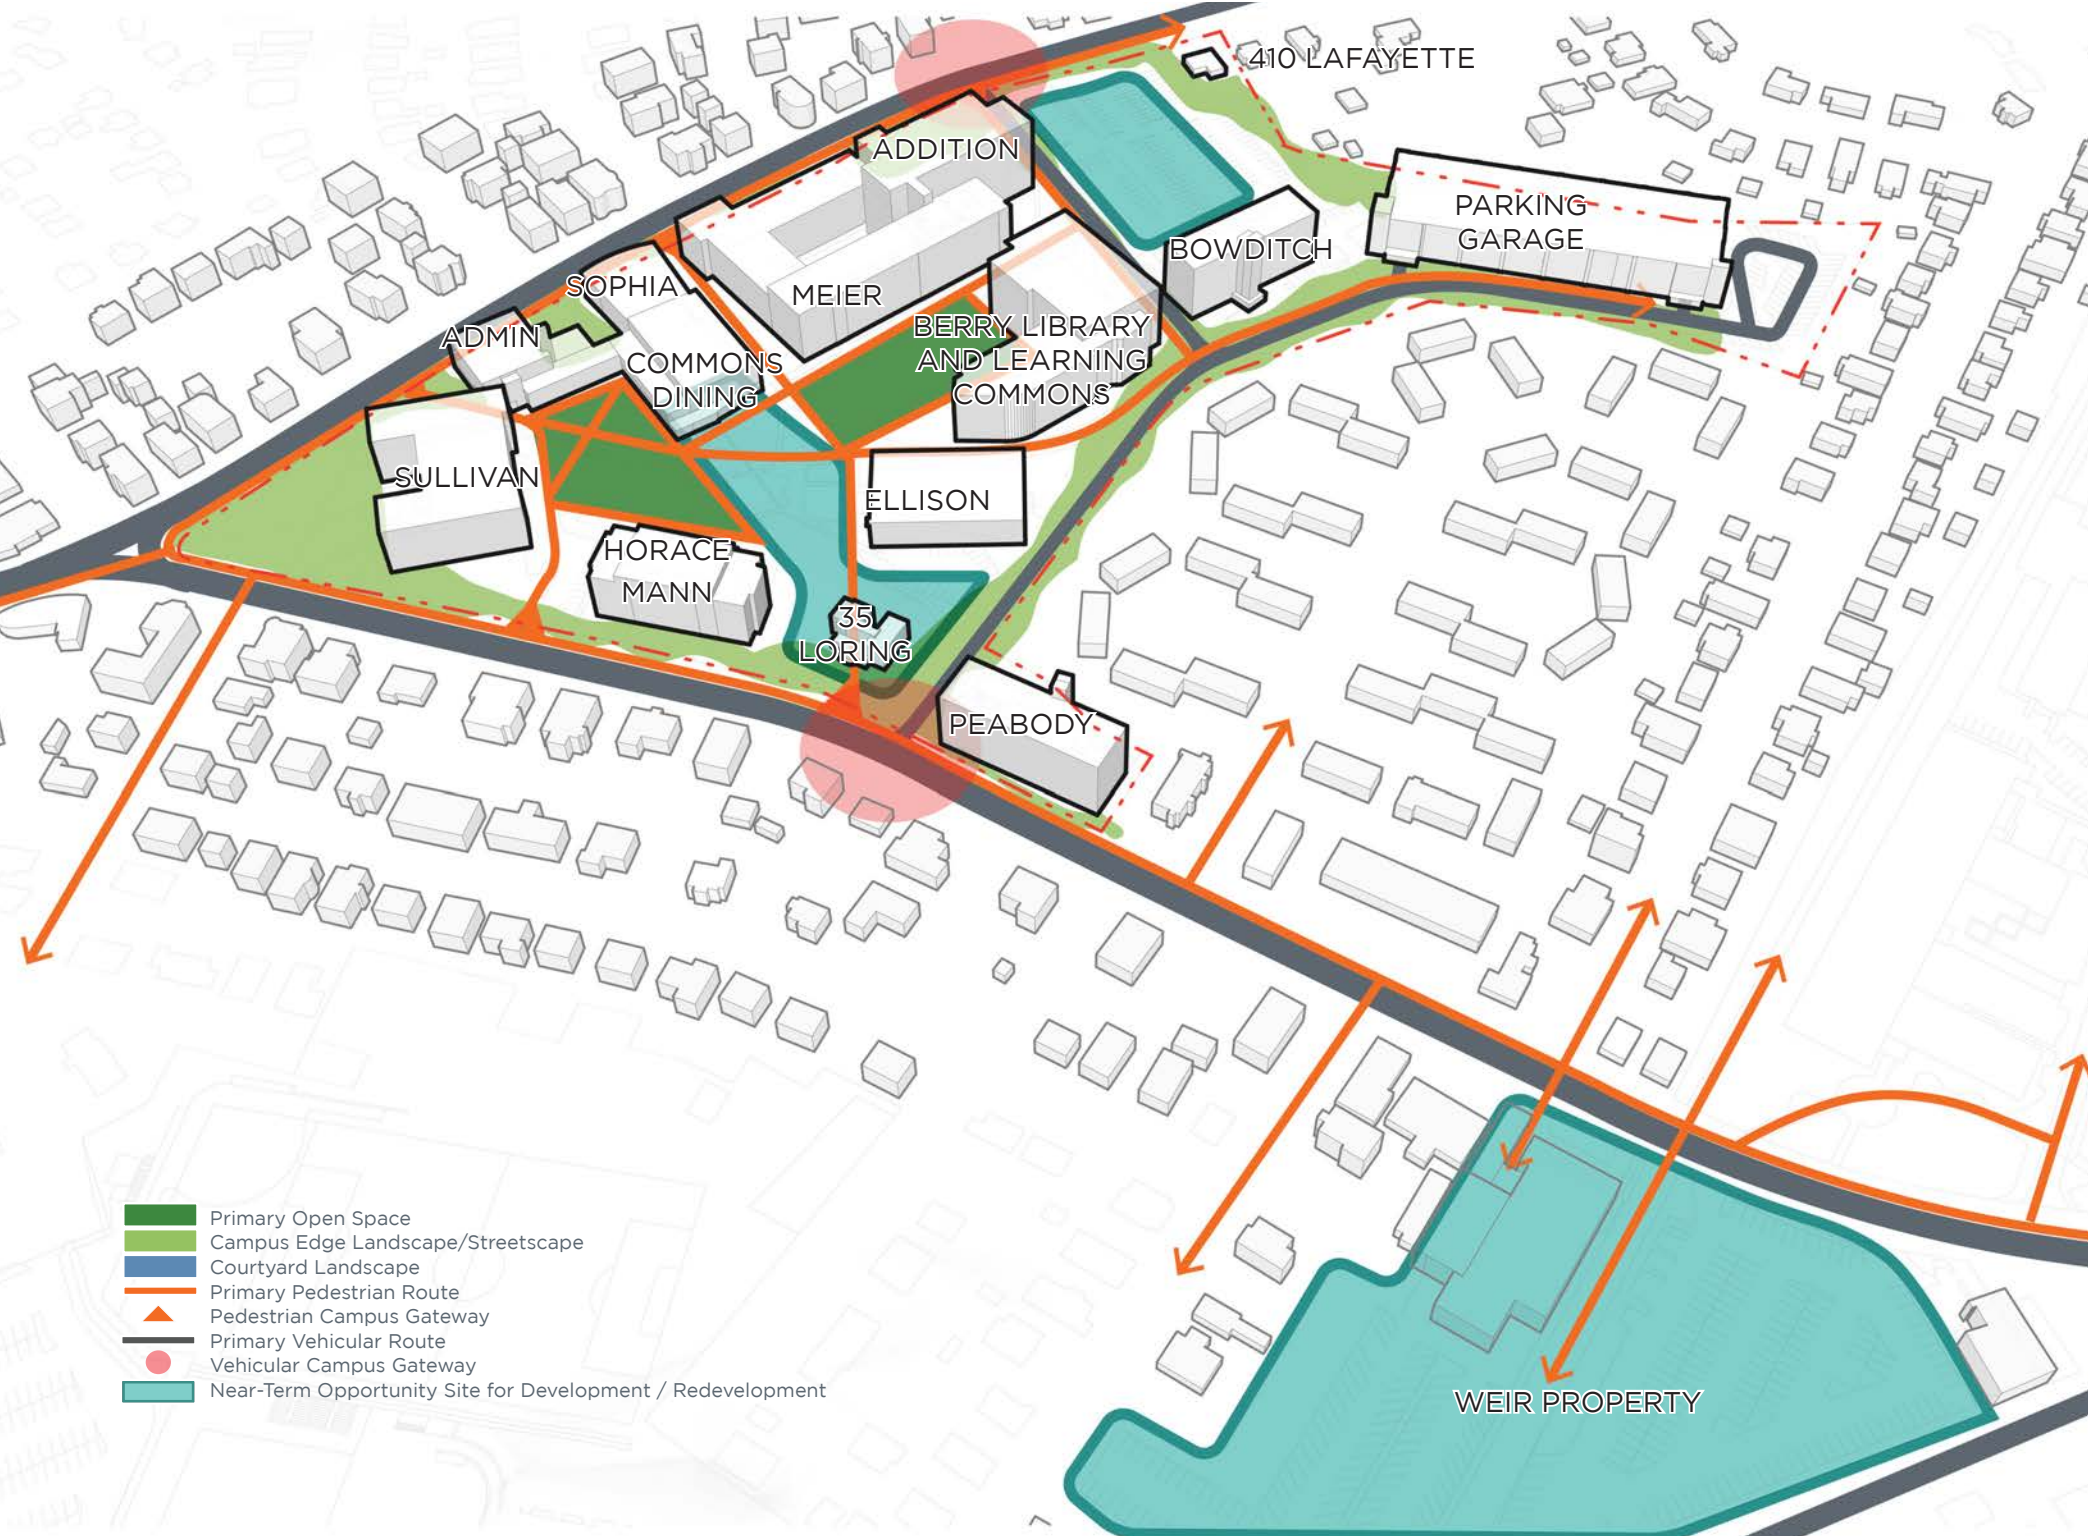 410 LAFAYETTE
ADDITION
PARKING
GARAGE
BOWDITCH
SOPHIA
MEIER
ADMIN
BERRY LIBRARY
AND LEARNING
COMMONS
COMMONS
DINING
SULLIVAN
ELLISON
HORACE
MANN
35
LORING
PEABODY
WEIR PROPERTY
Primary Open Space
Campus Edge Landscape/Streetscape
Courtyard Landscape
Primary Pedestrian Route
Pedestrian Campus Gateway
Primary Vehicular Route
Vehicular Campus Gateway
Near-Term Opportunity Site for Development / Redevelopment